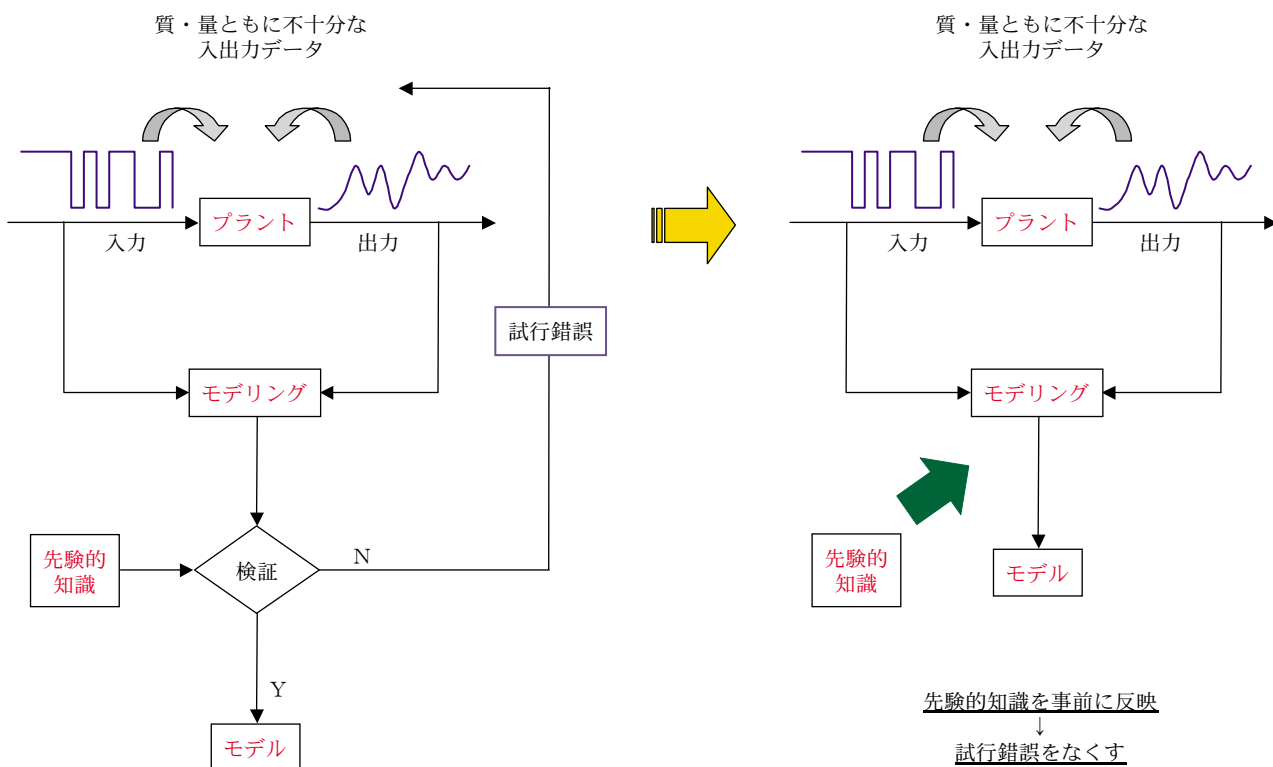 質・量ともに不十分な
入出力データ
プラント
入力
出力
試行錯誤
モデリング
先験的
知識
検証
N
Y
モデル
質・量ともに不十分な
入出力データ
プラント
入力
出力
モデリング
先験的
知識
モデル
先験的知識を事前に反映
↓
試行錯誤をなくす